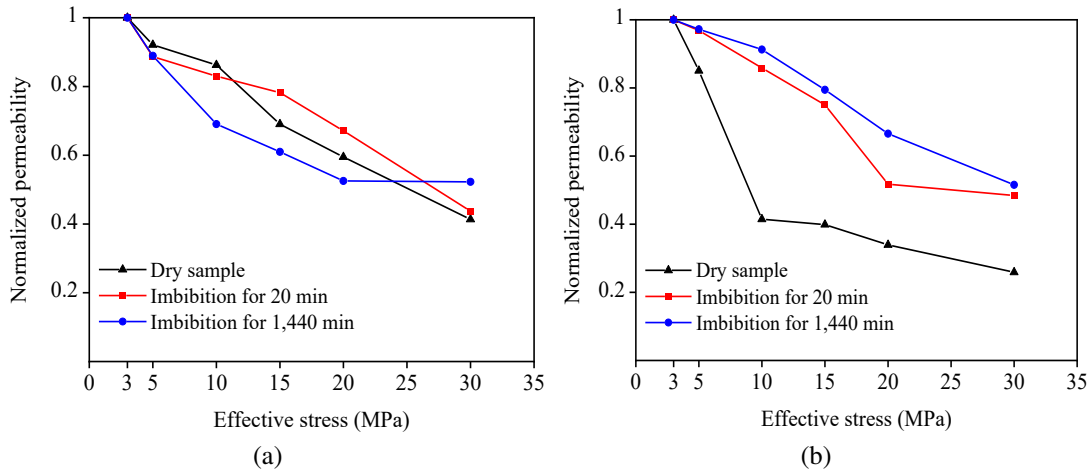 Normalized permeability
1
0.8
0.6
0.4
0.2
Dry sample
Imbibition for 20 min
Imbibition for 1,440 min
0 3 5 10 15 20 25 30 35
Effective stress (MPa)
(a)
Normalized permeability
1
0.8
0.6
0.4
0.2
Dry sample
Imbibition for 20 min
Imbibition for 1,440 min
0 3 5 10 15 20 25 30 35
Effective stress (MPa)
(b)